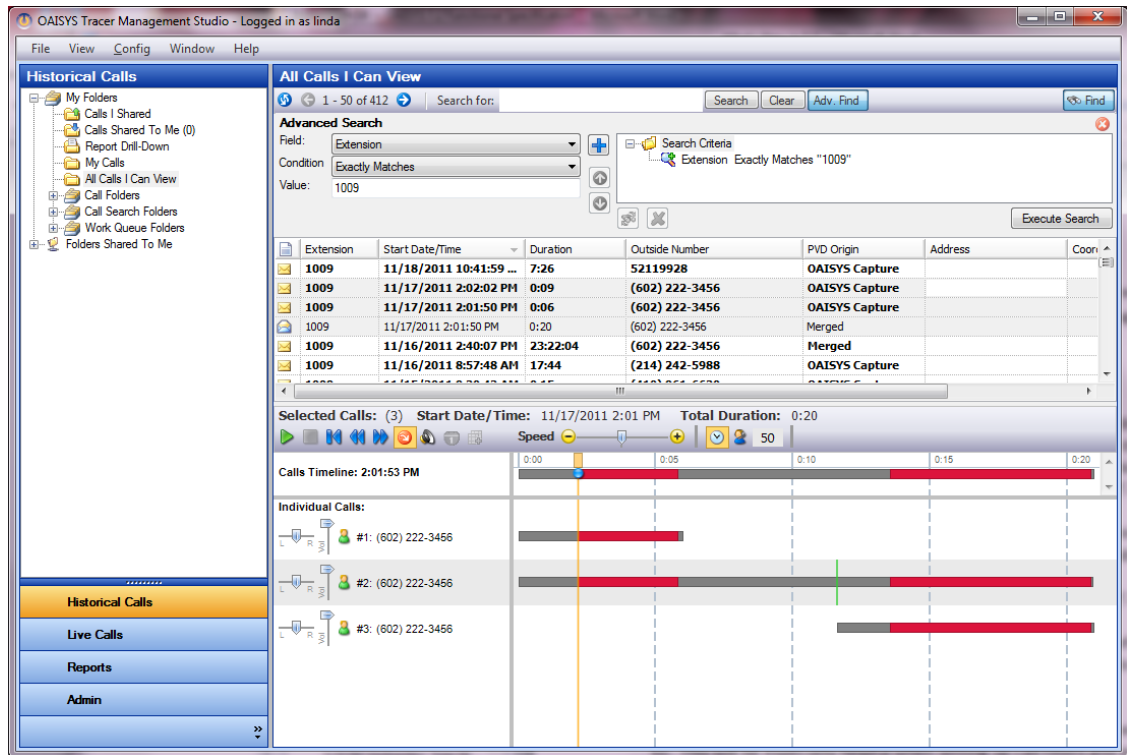 OAISYS Tracer Management Studio - Logged in as linda
File View Config Window Help
Historical Calls
My Folders
Calls I Shared
Calls Shared To Me (0)
Report Drill-Down
My Calls
All Calls I Can View
Call Folders
Call Search Folders
Work Queue Folders
Folders Shared To Me
Historical Calls
Live Calls
Reports
Admin
All Calls I Can View
1 - 50 of 412 Search for: Search Clear Adv. Find Find
Advanced Search
Field: Extension
Condition Exactly Matches
Value: 1009
Search Criteria
Extension Exactly Matches "1009"
Execute Search
Extension Start Date/Time Duration Outside Number PVD Origin Address
1009 11/18/2011 10:41:59 ... 7:26 52119928 OAISYS Capture
1009 11/17/2011 2:02:02 PM 0:09 (602) 222-3456 OAISYS Capture
1009 11/17/2011 2:01:50 PM 0:06 (602) 222-3456 OAISYS Capture
1009 11/17/2011 2:01:50 PM 0:20 (602) 222-3456 Merged
1009 11/16/2011 2:40:07 PM 23:22:04 (602) 222-3456 Merged
1009 11/16/2011 8:57:48 AM 17:44 (214) 242-5988 OAISYS Capture
Selected Calls: (3) Start Date/Time: 11/17/2011 2:01 PM Total Duration: 0:20
Speed 50
0:00 0:05 0:10 0:15 0:20
Calls Timeline: 2:01:53 PM
Individual Calls:
L R Vol #1: (602) 222-3456
L R Vol #2: (602) 222-3456
L R Vol #3: (602) 222-3456